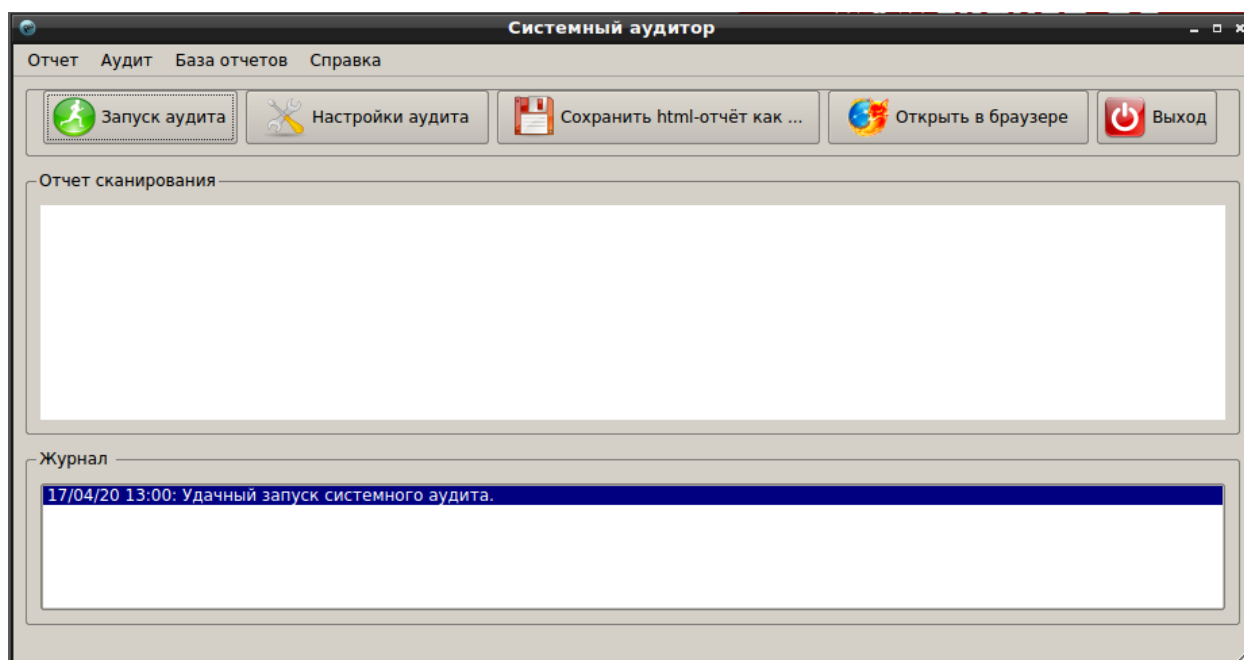 Системный аудитор
Отчет Аудит База отчетов Справка
Запуск аудита Настройки аудита Сохранить html-отчёт как ... Открыть в браузере Выход
Отчет сканирования
Журнал
17/04/20 13:00: Удачный запуск системного аудита.